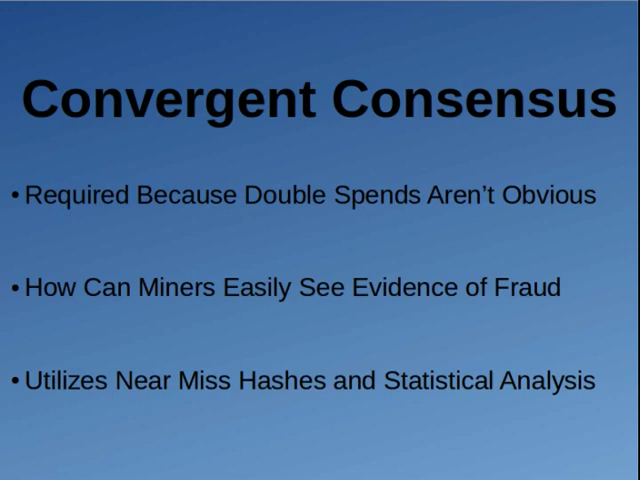 Convergent Consensus
• Required Because Double Spends Aren’t Obvious
• How Can Miners Easily See Evidence of Fraud
• Utilizes Near Miss Hashes and Statistical Analysis